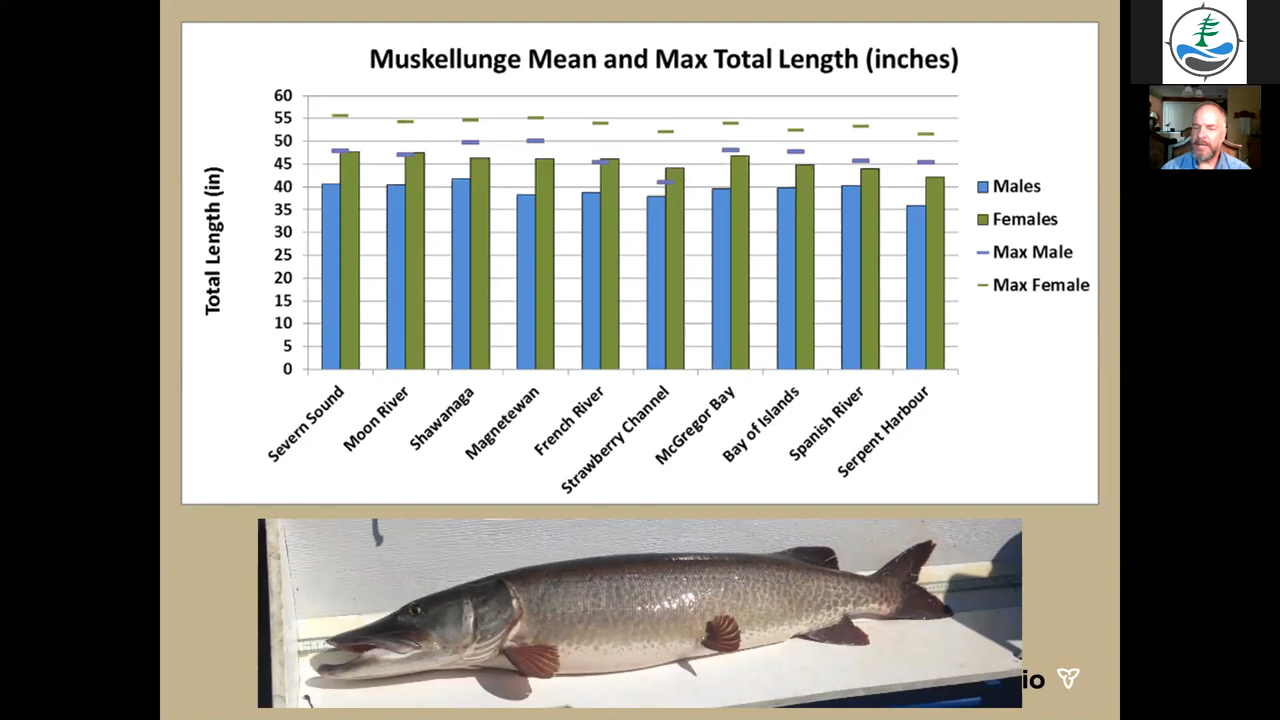 Muskellunge Mean and Max Total Length (inches)
Total Length (in)
60
55
50
45
40
35
30
25
20
15
10
5
0
Severn Sound
Moon River
Shawanaga
Magnetewan
French River
Strawberry Channel
McGregor Bay
Bay of Islands
Spanish River
Serpent Harbour
Males
Females
Max Male
Max Female
io